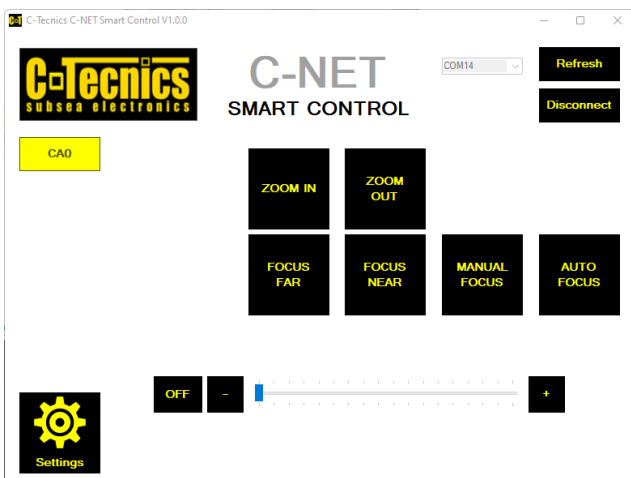 C-Tecnics C-NET Smart Control V1.0.0
C-Tecnics
subsea electronics
C-NET
SMART CONTROL
COM14
Refresh
Disconnect
CA0
ZOOM IN
ZOOM
OUT
FOCUS
FAR
FOCUS
NEAR
MANUAL
FOCUS
AUTO
FOCUS
OFF
-
+
Settings